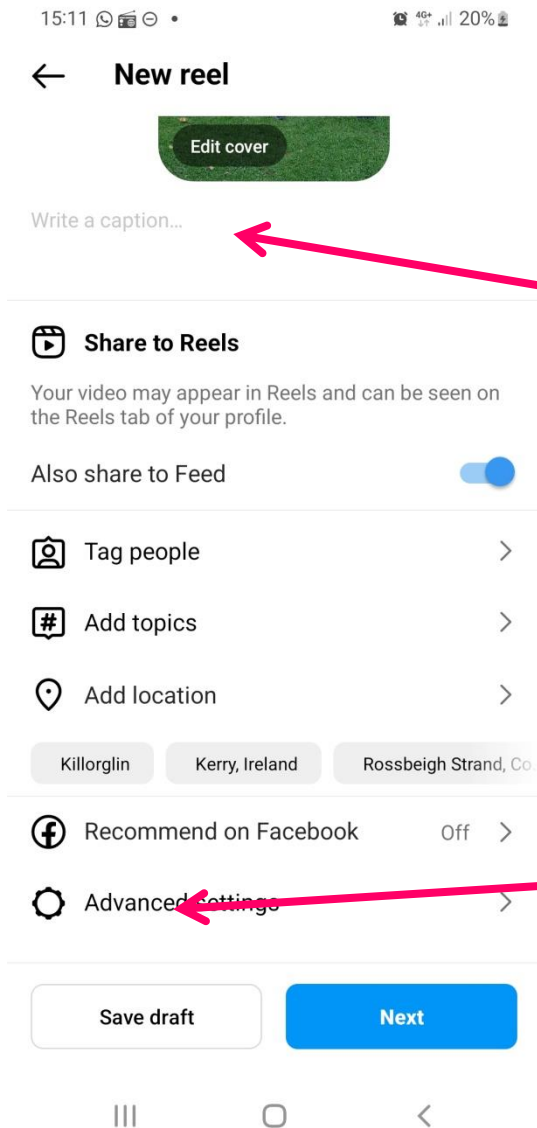 15:11
4G+ 20%
New reel
Edit cover
Write a caption...
Share to Reels
Your video may appear in Reels and can be seen on
the Reels tab of your profile.
Also share to Feed
Tag people
# Add topics
Add location
Killorglin Kerry, Ireland Rossbeigh Strand, Co.
Recommend on Facebook Off
Advanced settings
Save draft Next